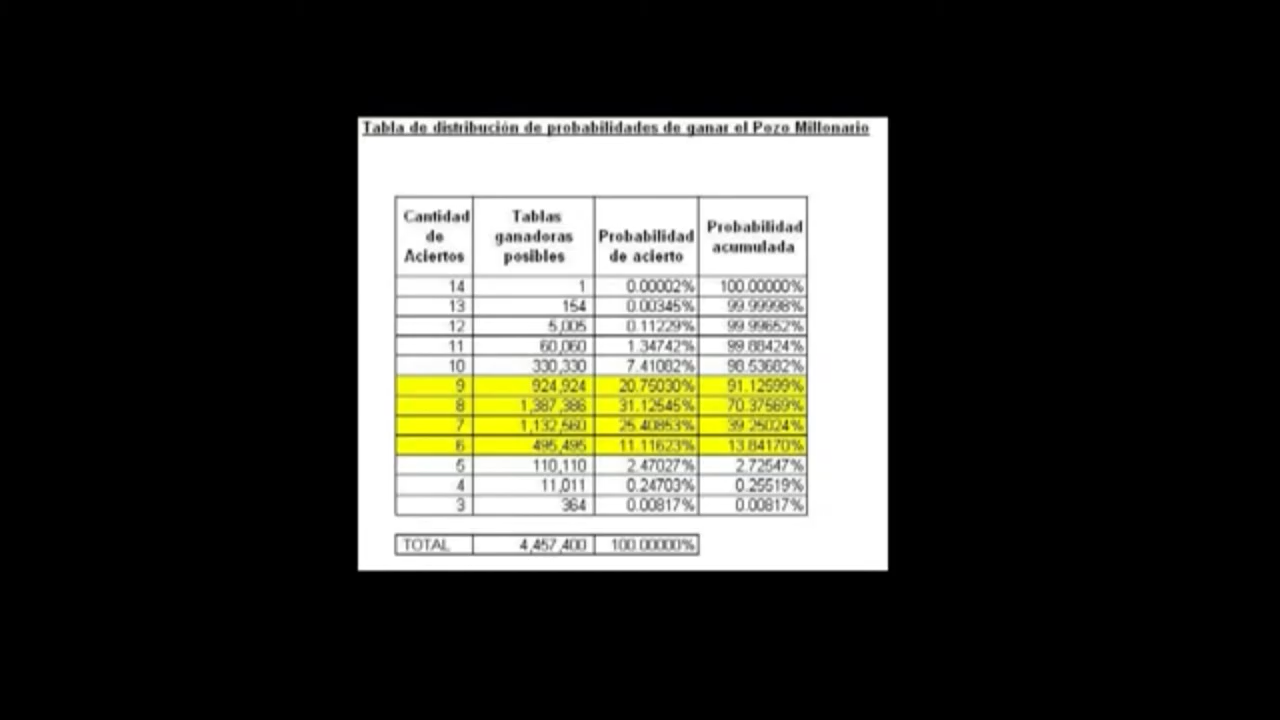 Tabla de distribución de probabilidades de ganar el Pozo Millonario
Cantidad de Aciertos Tablas ganadoras posibles Probabilidad de acierto Probabilidad acumulada
14 1 0.00002% 100.00000%
13 154 0.00345% 99.99998%
12 5,005 0.11229% 99.99652%
11 60,060 1.34742% 99.88424%
10 330,330 7.41082% 98.53682%
9 924,924 20.75030% 91.12599%
8 1,387,386 31.12545% 70.37569%
7 1,132,560 25.40853% 39.25024%
6 495,495 11.11623% 13.84170%
5 110,110 2.47027% 2.72547%
4 11,011 0.24703% 0.25519%
3 364 0.00817% 0.00817%
TOTAL 4,457,400 100.00000%